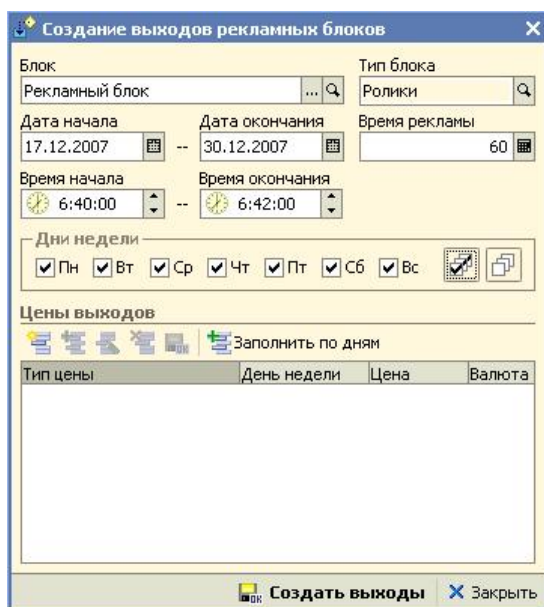 Создание выходов рекламных блоков
Блок Тип блока
Рекламный блок ... Ролики
Дата начала Дата окончания Время рекламы
17.12.2007 -- 30.12.2007 60
Время начала Время окончания
6:40:00 -- 6:42:00
Дни недели
Пн Вт Ср Чт Пт Сб Вс
Цены выходов
Заполнить по дням
Тип цены День недели Цена Валюта
OK Создать выходы Закрыть